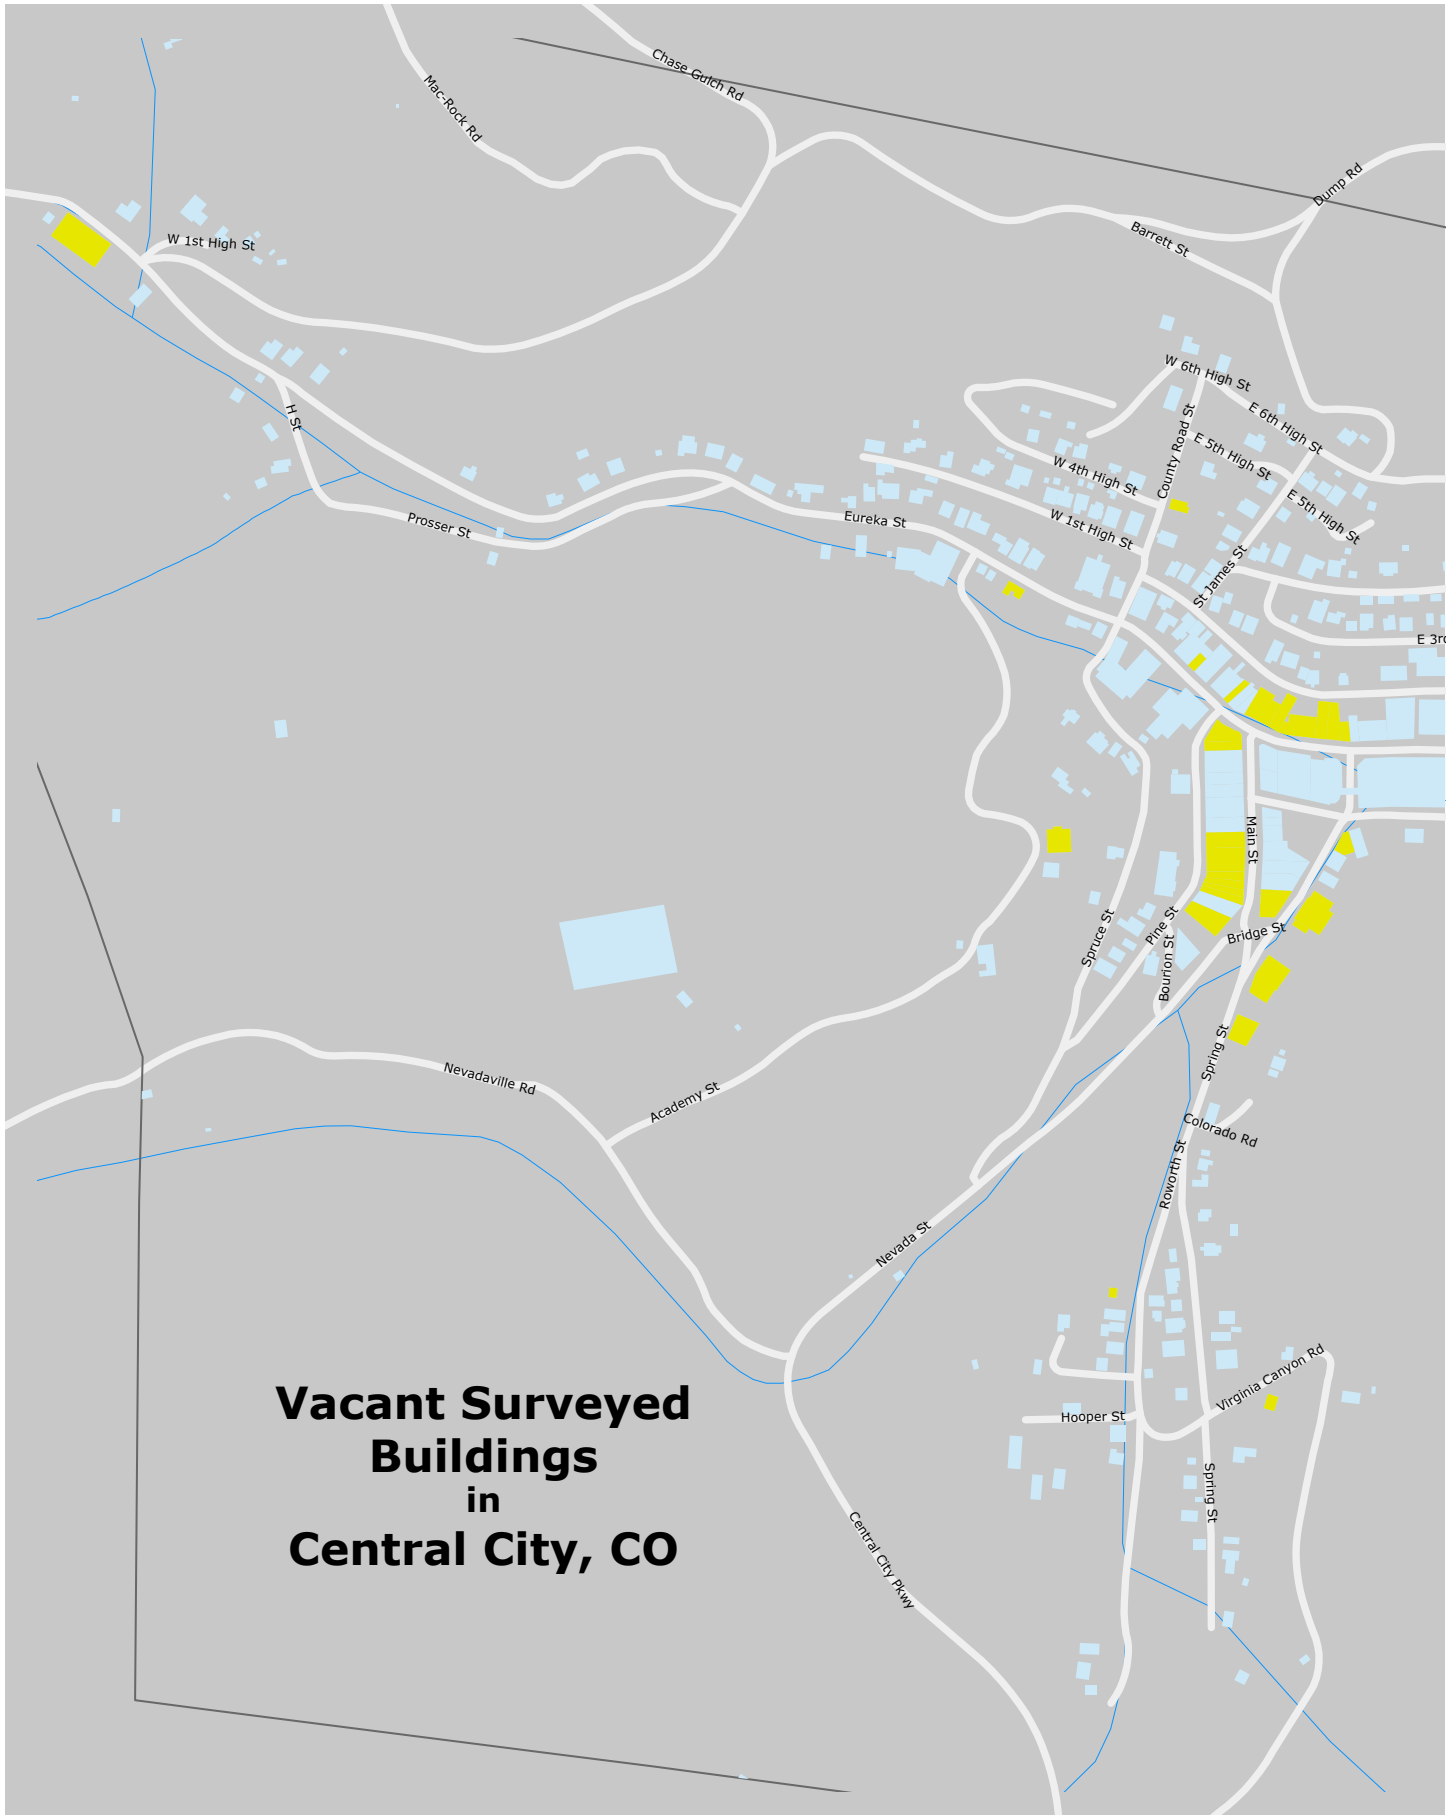 Chase Gulch Rd
Mac-Rock Rd
Dump Rd
Barrett St
W 1st High St
W 6th High St
County Road St
E 6th High St
E 5th High St
H St
W 4th High St
E 5th High St
W 1st High St
Eureka St
Prosser St
St James St
Main St
Spruce St
Pine St
Bourion St
Bridge St
Spring St
Nevadaville Rd
Academy St
Colorado Rd
Roworth St
Nevada St
Virginia Canyon Rd
Hooper St
Spring St
Central City Pkwy
Vacant Surveyed
Buildings
in
Central City, CO